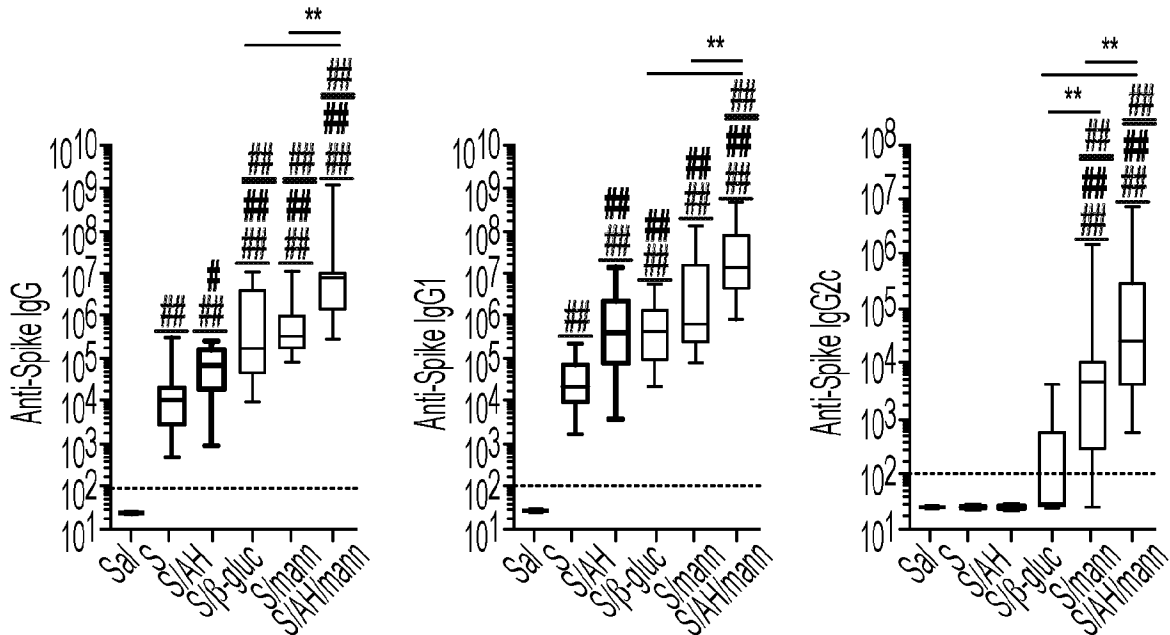 **
####
####
####
####
####
####
####
####
####
#
####
####
Anti-Spike IgG
10^10
10^9
10^8
10^7
10^6
10^5
10^4
10^3
10^2
10^1
Sal
S
S/AH
S/β-gluc
S/mann
S/AH/mann
**
####
####
####
####
####
####
####
####
####
####
Anti-Spike IgG1
10^10
10^9
10^8
10^7
10^6
10^5
10^4
10^3
10^2
10^1
Sal
S
S/AH
S/β-gluc
S/mann
S/AH/mann
**
**
####
####
####
####
####
####
Anti-Spike IgG2c
10^8
10^7
10^6
10^5
10^4
10^3
10^2
10^1
Sal
S
S/AH
S/β-gluc
S/mann
S/AH/mann